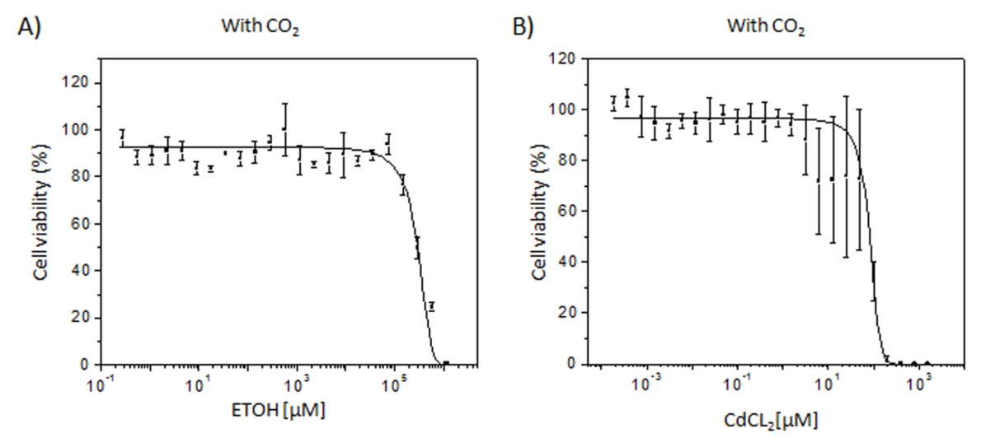 A)
With CO₂
Cell viability (%)
120
100
80
60
40
20
0
10⁻¹ 10¹ 10³ 10⁵
ETOH [µM]
B)
With CO₂
Cell viability (%)
120
100
80
60
40
20
0
10⁻³ 10⁻¹ 10¹ 10³
CdCL₂[µM]